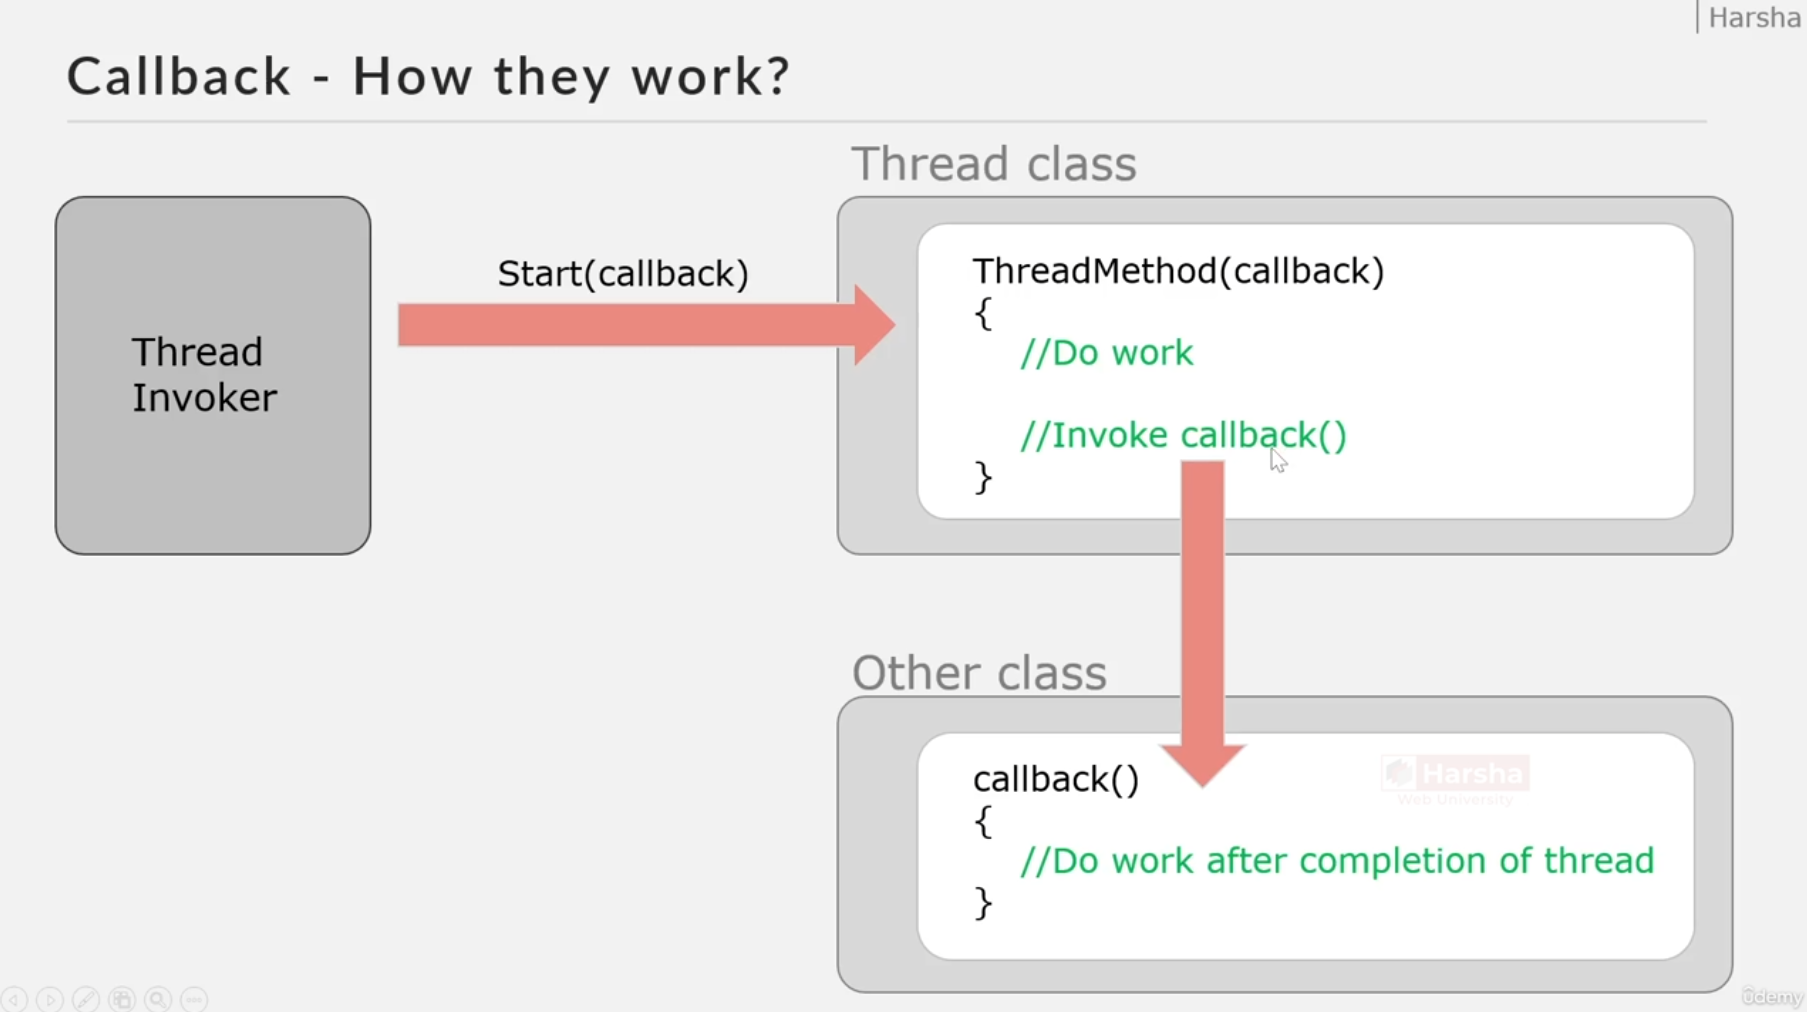 Harsha
Callback - How they work?
Thread class
Thread
Invoker
Start(callback)
ThreadMethod(callback)
{
//Do work
//Invoke callback()
}
Other class
callback()
{
//Do work after completion of thread
}
Harsha
Web University
ûdemy